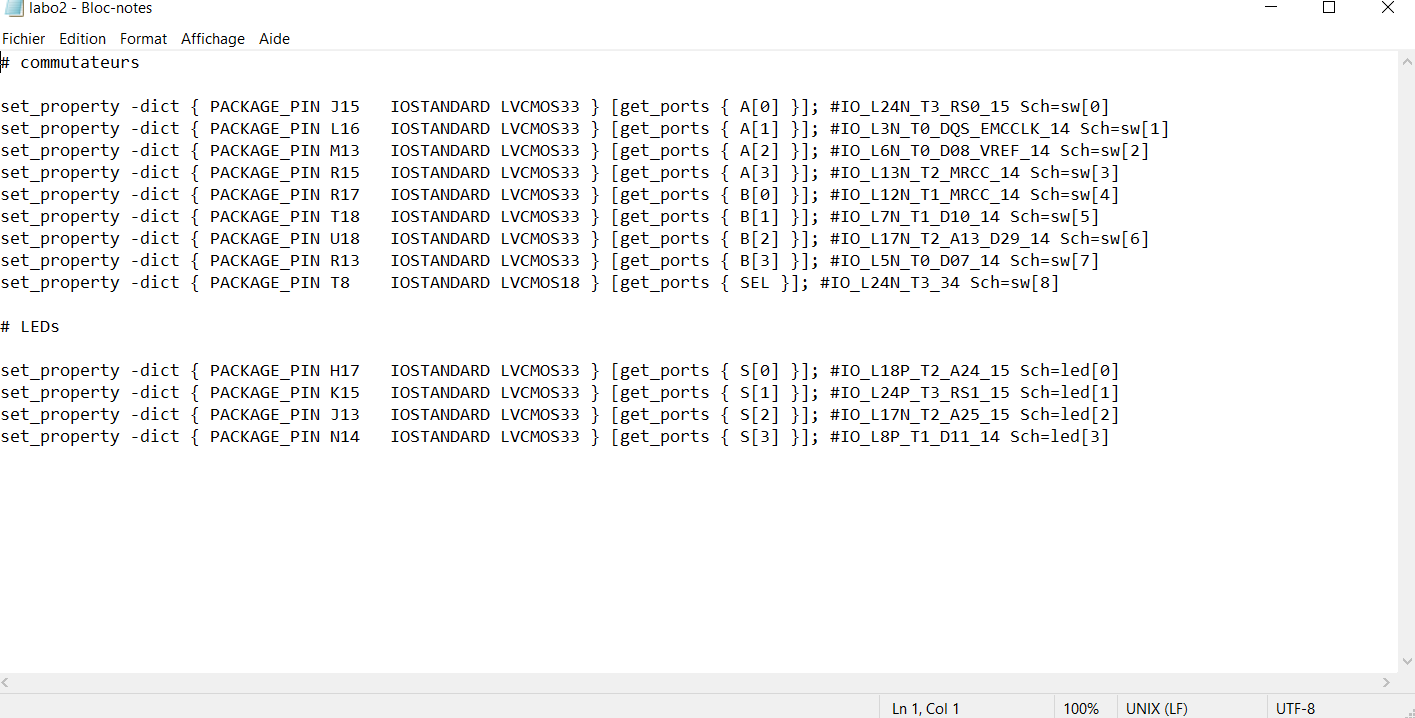 labo2 - Bloc-notes
Fichier Edition Format Affichage Aide
# commutateurs
set_property -dict { PACKAGE_PIN J15   IOSTANDARD LVCMOS33 } [get_ports { A[0] }]; #IO_L24N_T3_RS0_15 Sch=sw[0]
set_property -dict { PACKAGE_PIN L16   IOSTANDARD LVCMOS33 } [get_ports { A[1] }]; #IO_L3N_T0_DQS_EMCCLK_14 Sch=sw[1]
set_property -dict { PACKAGE_PIN M13   IOSTANDARD LVCMOS33 } [get_ports { A[2] }]; #IO_L6N_T0_D08_VREF_14 Sch=sw[2]
set_property -dict { PACKAGE_PIN R15   IOSTANDARD LVCMOS33 } [get_ports { A[3] }]; #IO_L13N_T2_MRCC_14 Sch=sw[3]
set_property -dict { PACKAGE_PIN R17   IOSTANDARD LVCMOS33 } [get_ports { B[0] }]; #IO_L12N_T1_MRCC_14 Sch=sw[4]
set_property -dict { PACKAGE_PIN T18   IOSTANDARD LVCMOS33 } [get_ports { B[1] }]; #IO_L7N_T1_D10_14 Sch=sw[5]
set_property -dict { PACKAGE_PIN U18   IOSTANDARD LVCMOS33 } [get_ports { B[2] }]; #IO_L17N_T2_A13_D29_14 Sch=sw[6]
set_property -dict { PACKAGE_PIN R13   IOSTANDARD LVCMOS33 } [get_ports { B[3] }]; #IO_L5N_T0_D07_14 Sch=sw[7]
set_property -dict { PACKAGE_PIN T8    IOSTANDARD LVCMOS18 } [get_ports { SEL }]; #IO_L24N_T3_34 Sch=sw[8]
# LEDs
set_property -dict { PACKAGE_PIN H17   IOSTANDARD LVCMOS33 } [get_ports { S[0] }]; #IO_L18P_T2_A24_15 Sch=led[0]
set_property -dict { PACKAGE_PIN K15   IOSTANDARD LVCMOS33 } [get_ports { S[1] }]; #IO_L24P_T3_RS1_15 Sch=led[1]
set_property -dict { PACKAGE_PIN J13   IOSTANDARD LVCMOS33 } [get_ports { S[2] }]; #IO_L17N_T2_A25_15 Sch=led[2]
set_property -dict { PACKAGE_PIN N14   IOSTANDARD LVCMOS33 } [get_ports { S[3] }]; #IO_L8P_T1_D11_14 Sch=led[3]
Ln 1, Col 1 100% UNIX (LF) UTF-8